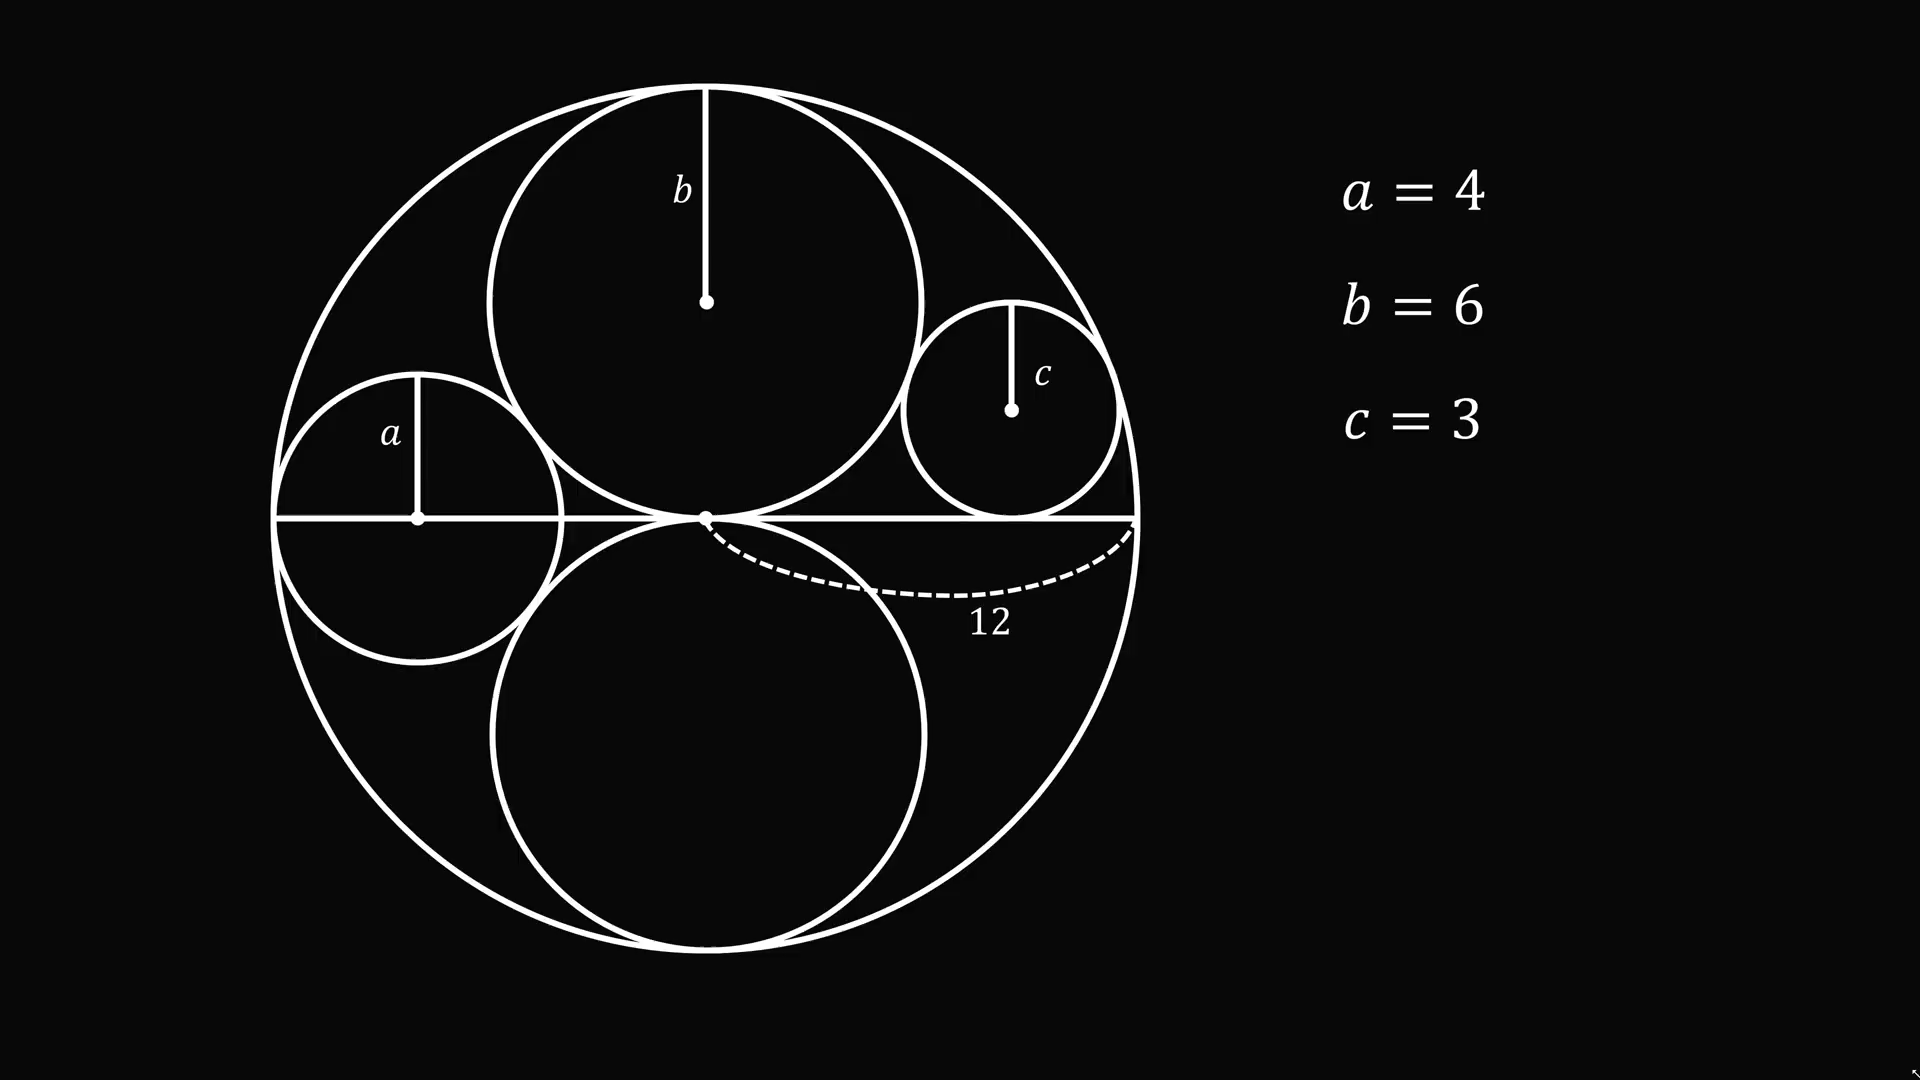 b
a = 4
b = 6
c
c = 3
a
12